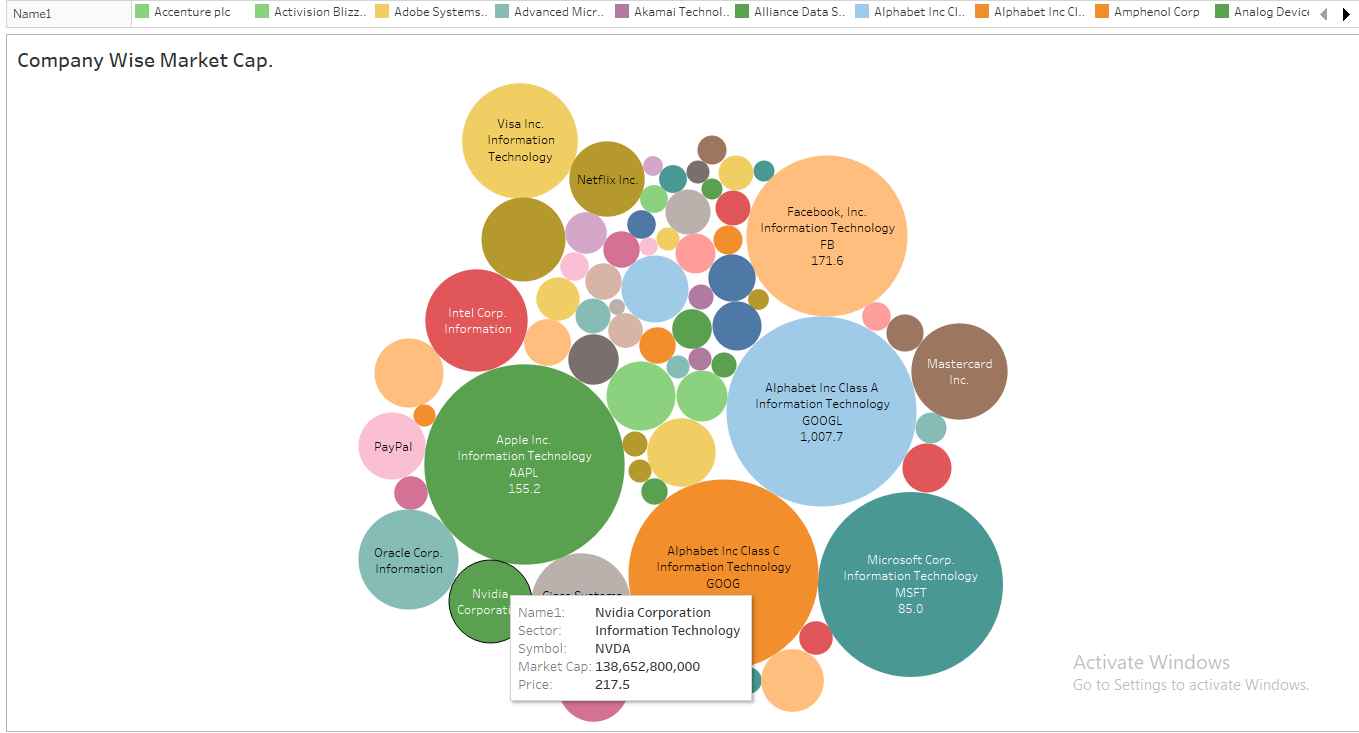 Name1
Accenture plc
Activision Blizz..
Adobe Systems..
Advanced Micr..
Akamai Technol..
Alliance Data S..
Alphabet Inc Cl..
Alphabet Inc Cl..
Amphenol Corp
Analog Device
Company Wise Market Cap.
Visa Inc.
Information
Technology
Netflix Inc.
Facebook, Inc.
Information Technology
FB
171.6
Intel Corp.
Information
Mastercard
Inc.
Alphabet Inc Class A
Information Technology
GOOGL
1,007.7
PayPal
Apple Inc.
Information Technology
AAPL
155.2
Oracle Corp.
Information
Alphabet Inc Class C
Information Technology
GOOG
Microsoft Corp.
Information Technology
MSFT
85.0
Nvidia
Corporati
Cisco Systems
Name1: Nvidia Corporation
Sector: Information Technology
Symbol: NVDA
Market Cap: 138,652,800,000
Price: 217.5
Activate Windows
Go to Settings to activate Windows.